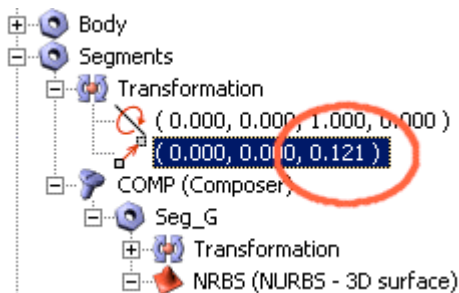 Body
Segments
Transformation
( 0.000, 0.000, 1.000, 0.000 )
( 0.000, 0.000, 0.121 )
COMP (Composer)
Seg_G
Transformation
NRBS (NURBS - 3D surface)